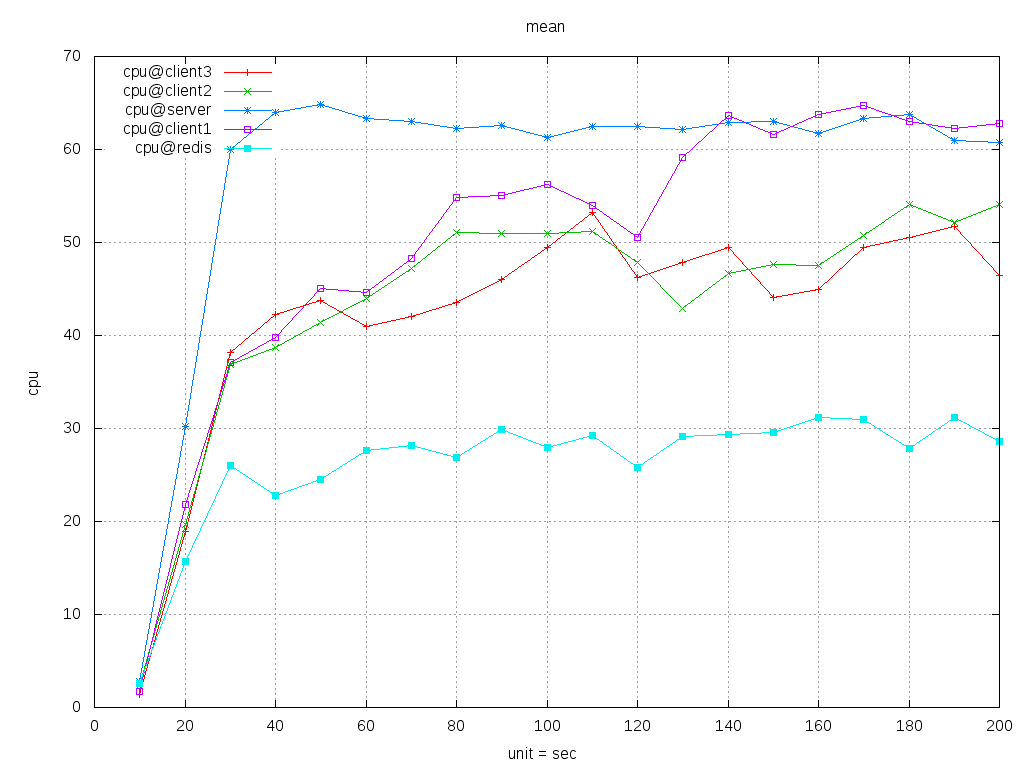 mean
70
60
50
40
30
20
10
0
cpu
cpu@client3
cpu@client2
cpu@server
cpu@client1
cpu@redis
0 20 40 60 80 100 120 140 160 180 200
unit = sec